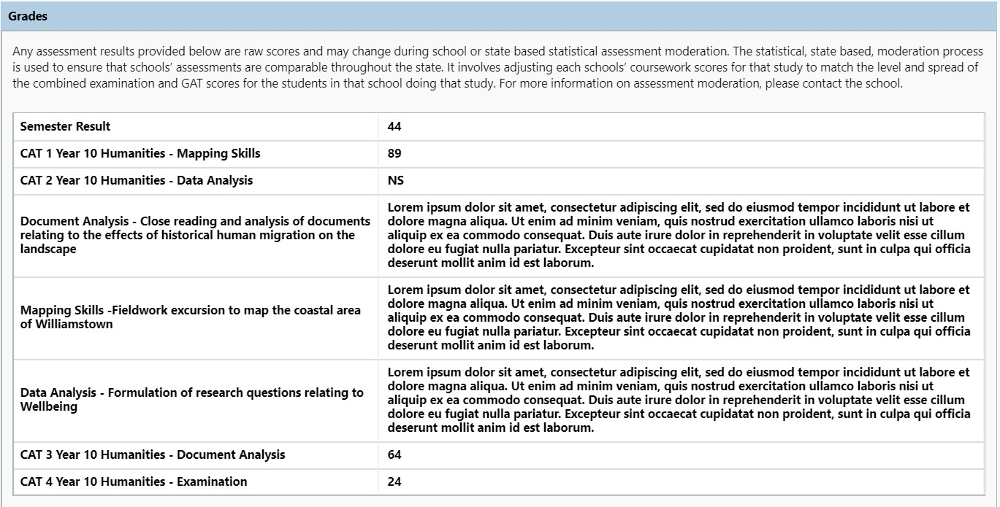 Grades
Any assessment results provided below are raw scores and may change during school or state based statistical assessment moderation. The statistical, state based, moderation process
is used to ensure that schools’ assessments are comparable throughout the state. It involves adjusting each schools’ coursework scores for that study to match the level and spread of
the combined examination and GAT scores for the students in that school doing that study. For more information on assessment moderation, please contact the school.
Semester Result
44
CAT 1 Year 10 Humanities - Mapping Skills
89
CAT 2 Year 10 Humanities - Data Analysis
NS
Document Analysis - Close reading and analysis of documents
relating to the effects of historical human migration on the
landscape
Lorem ipsum dolor sit amet, consectetur adipiscing elit, sed do eiusmod tempor incididunt ut labore et
dolore magna aliqua. Ut enim ad minim veniam, quis nostrud exercitation ullamco laboris nisi ut
aliquip ex ea commodo consequat. Duis aute irure dolor in reprehenderit in voluptate velit esse cillum
dolore eu fugiat nulla pariatur. Excepteur sint occaecat cupidatat non proident, sunt in culpa qui officia
deserunt mollit anim id est laborum.
Mapping Skills -Fieldwork excursion to map the coastal area
of Williamstown
Lorem ipsum dolor sit amet, consectetur adipiscing elit, sed do eiusmod tempor incididunt ut labore et
dolore magna aliqua. Ut enim ad minim veniam, quis nostrud exercitation ullamco laboris nisi ut
aliquip ex ea commodo consequat. Duis aute irure dolor in reprehenderit in voluptate velit esse cillum
dolore eu fugiat nulla pariatur. Excepteur sint occaecat cupidatat non proident, sunt in culpa qui officia
deserunt mollit anim id est laborum.
Data Analysis - Formulation of research questions relating to
Wellbeing
Lorem ipsum dolor sit amet, consectetur adipiscing elit, sed do eiusmod tempor incididunt ut labore et
dolore magna aliqua. Ut enim ad minim veniam, quis nostrud exercitation ullamco laboris nisi ut
aliquip ex ea commodo consequat. Duis aute irure dolor in reprehenderit in voluptate velit esse cillum
dolore eu fugiat nulla pariatur. Excepteur sint occaecat cupidatat non proident, sunt in culpa qui officia
deserunt mollit anim id est laborum.
CAT 3 Year 10 Humanities - Document Analysis
64
CAT 4 Year 10 Humanities - Examination
24